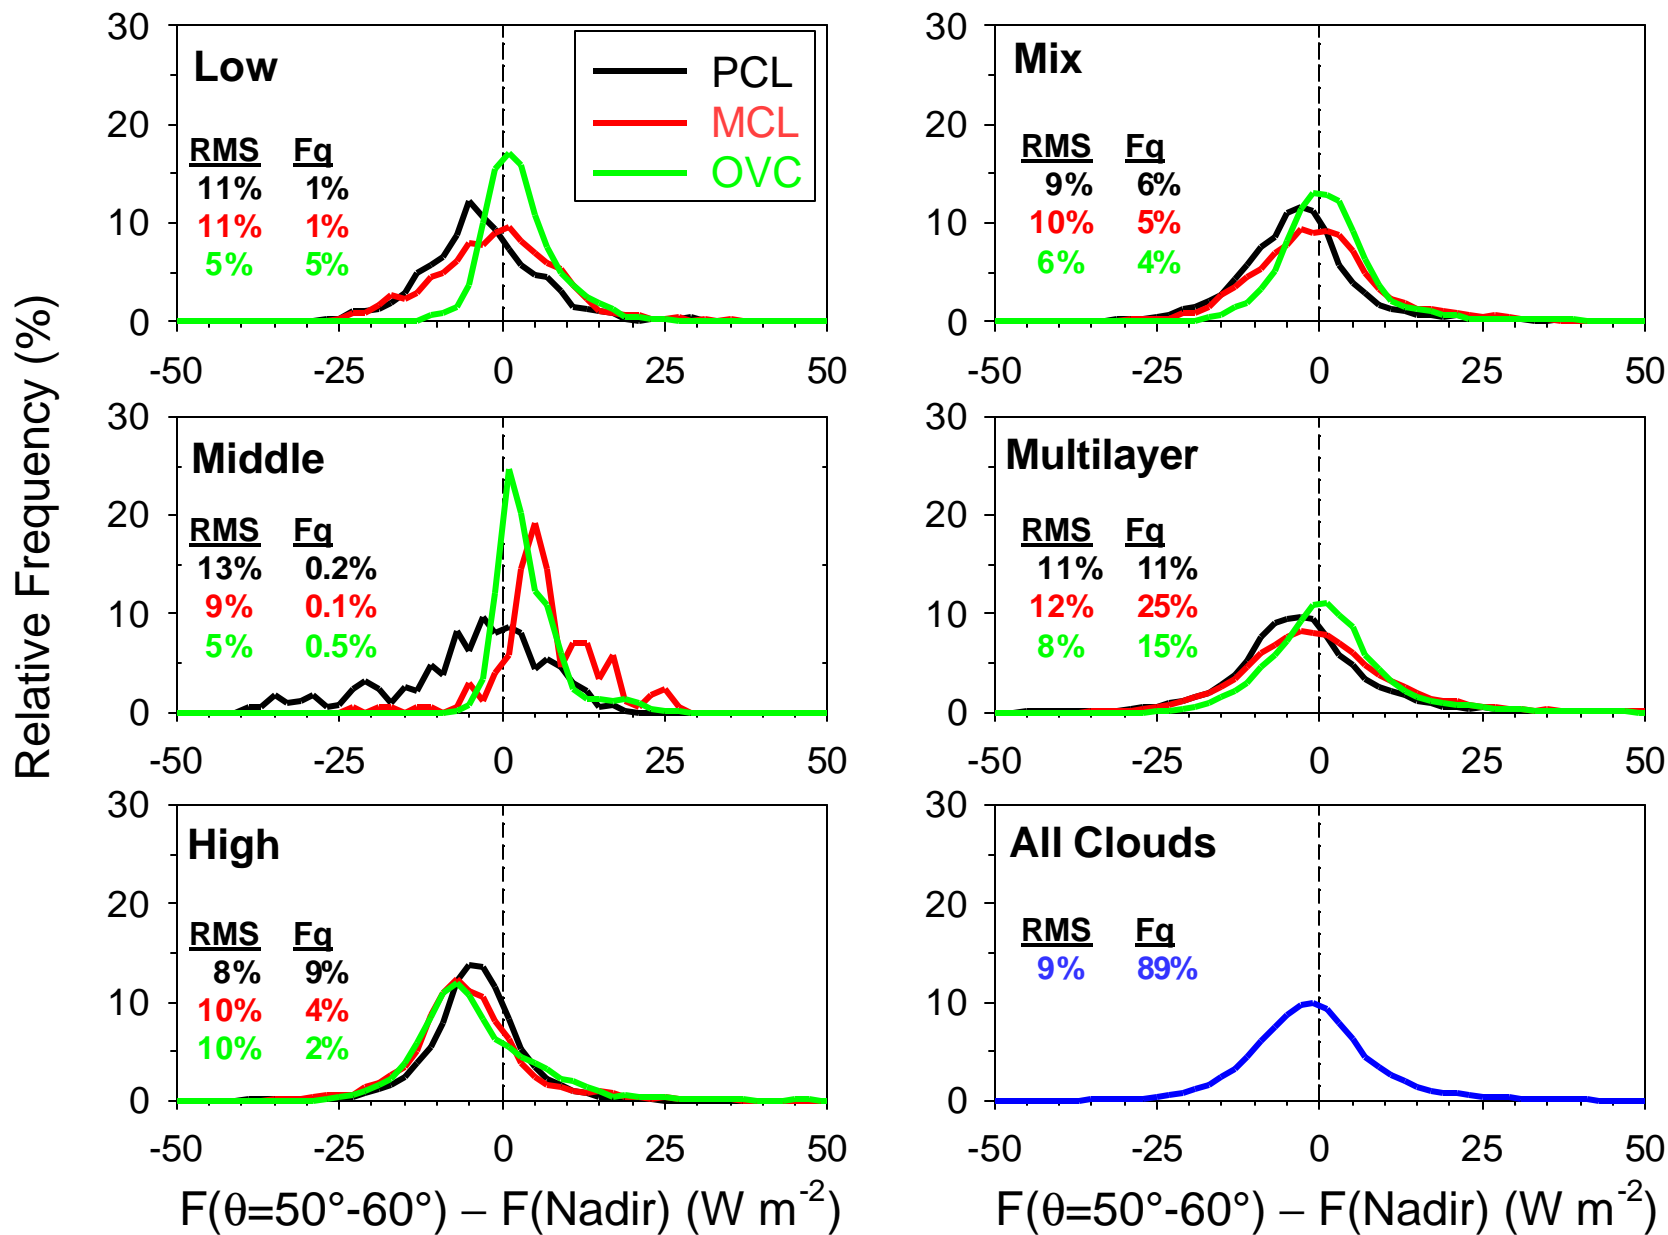 Relative Frequency (%)
Low
PCL
MCL
OVC
RMS Fq
11% 1%
11% 1%
5% 5%
30
20
10
0
-50 -25 0 25 50
Mix
RMS Fq
9% 6%
10% 5%
6% 4%
30
20
10
0
-50 -25 0 25 50
Middle
RMS Fq
13% 0.2%
9% 0.1%
5% 0.5%
30
20
10
0
-50 -25 0 25 50
Multilayer
RMS Fq
11% 11%
12% 25%
8% 15%
30
20
10
0
-50 -25 0 25 50
High
RMS Fq
8% 9%
10% 4%
10% 2%
30
20
10
0
-50 -25 0 25 50
F(θ=50°-60°) – F(Nadir) (W m-2)
All Clouds
RMS Fq
9% 89%
30
20
10
0
-50 -25 0 25 50
F(θ=50°-60°) – F(Nadir) (W m-2)